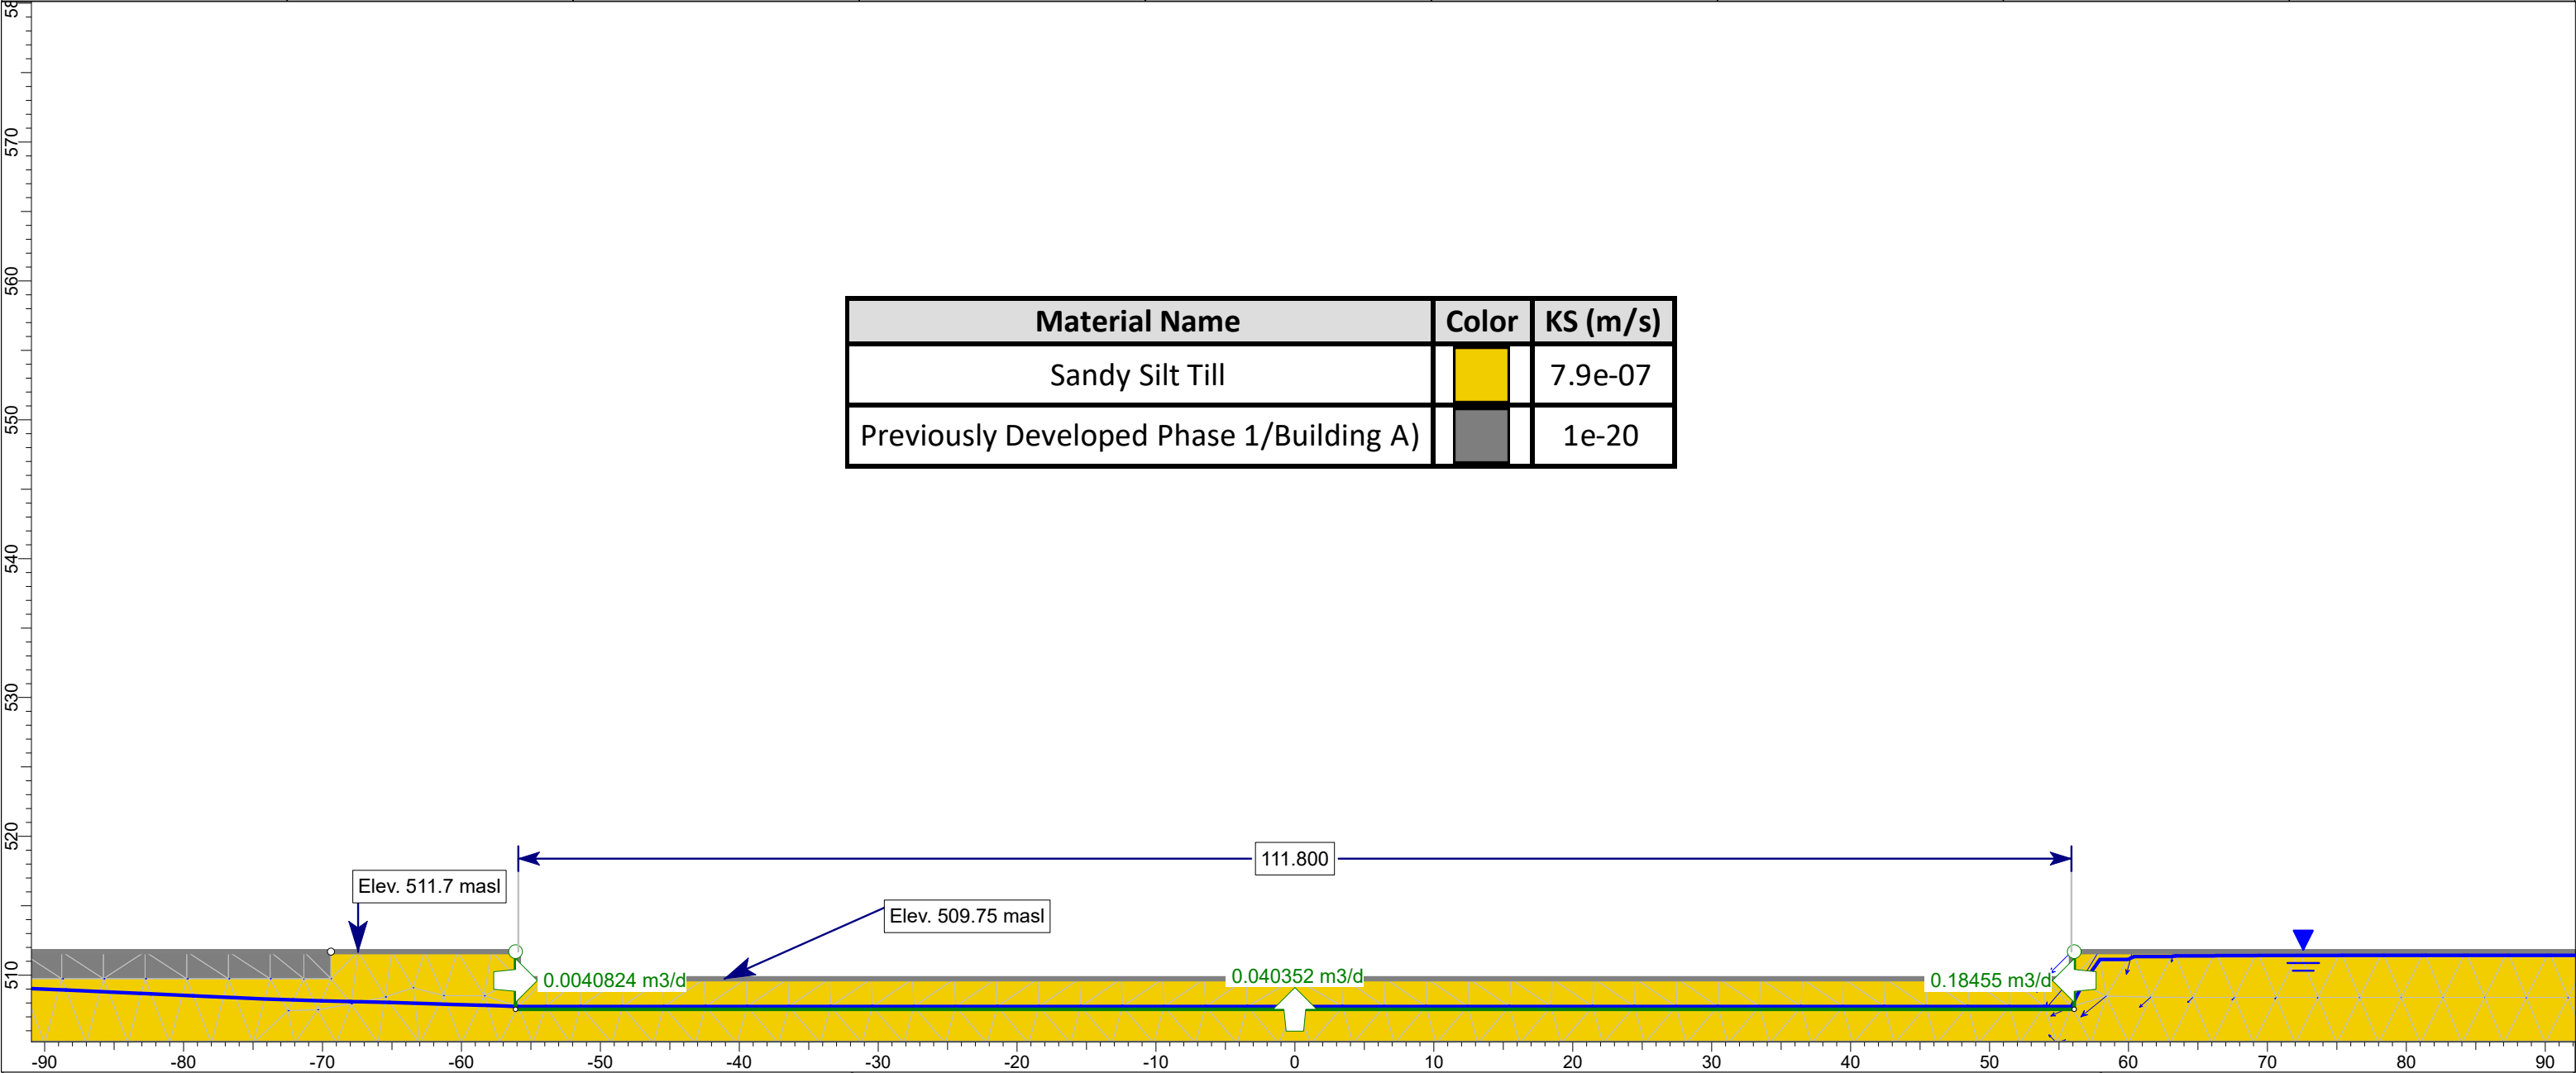 58
570
560
550
540
530
520
510
Material Name Color KS (m/s)
Sandy Silt Till 7.9e-07
Previously Developed Phase 1/Building A) 1e-20
111.800
Elev. 511.7 masl
Elev. 509.75 masl
0.0040824 m3/d
0.040352 m3/d
0.18455 m3/d
-90 -80 -70 -60 -50 -40 -30 -20 -10 0 10 20 30 40 50 60 70 80 90